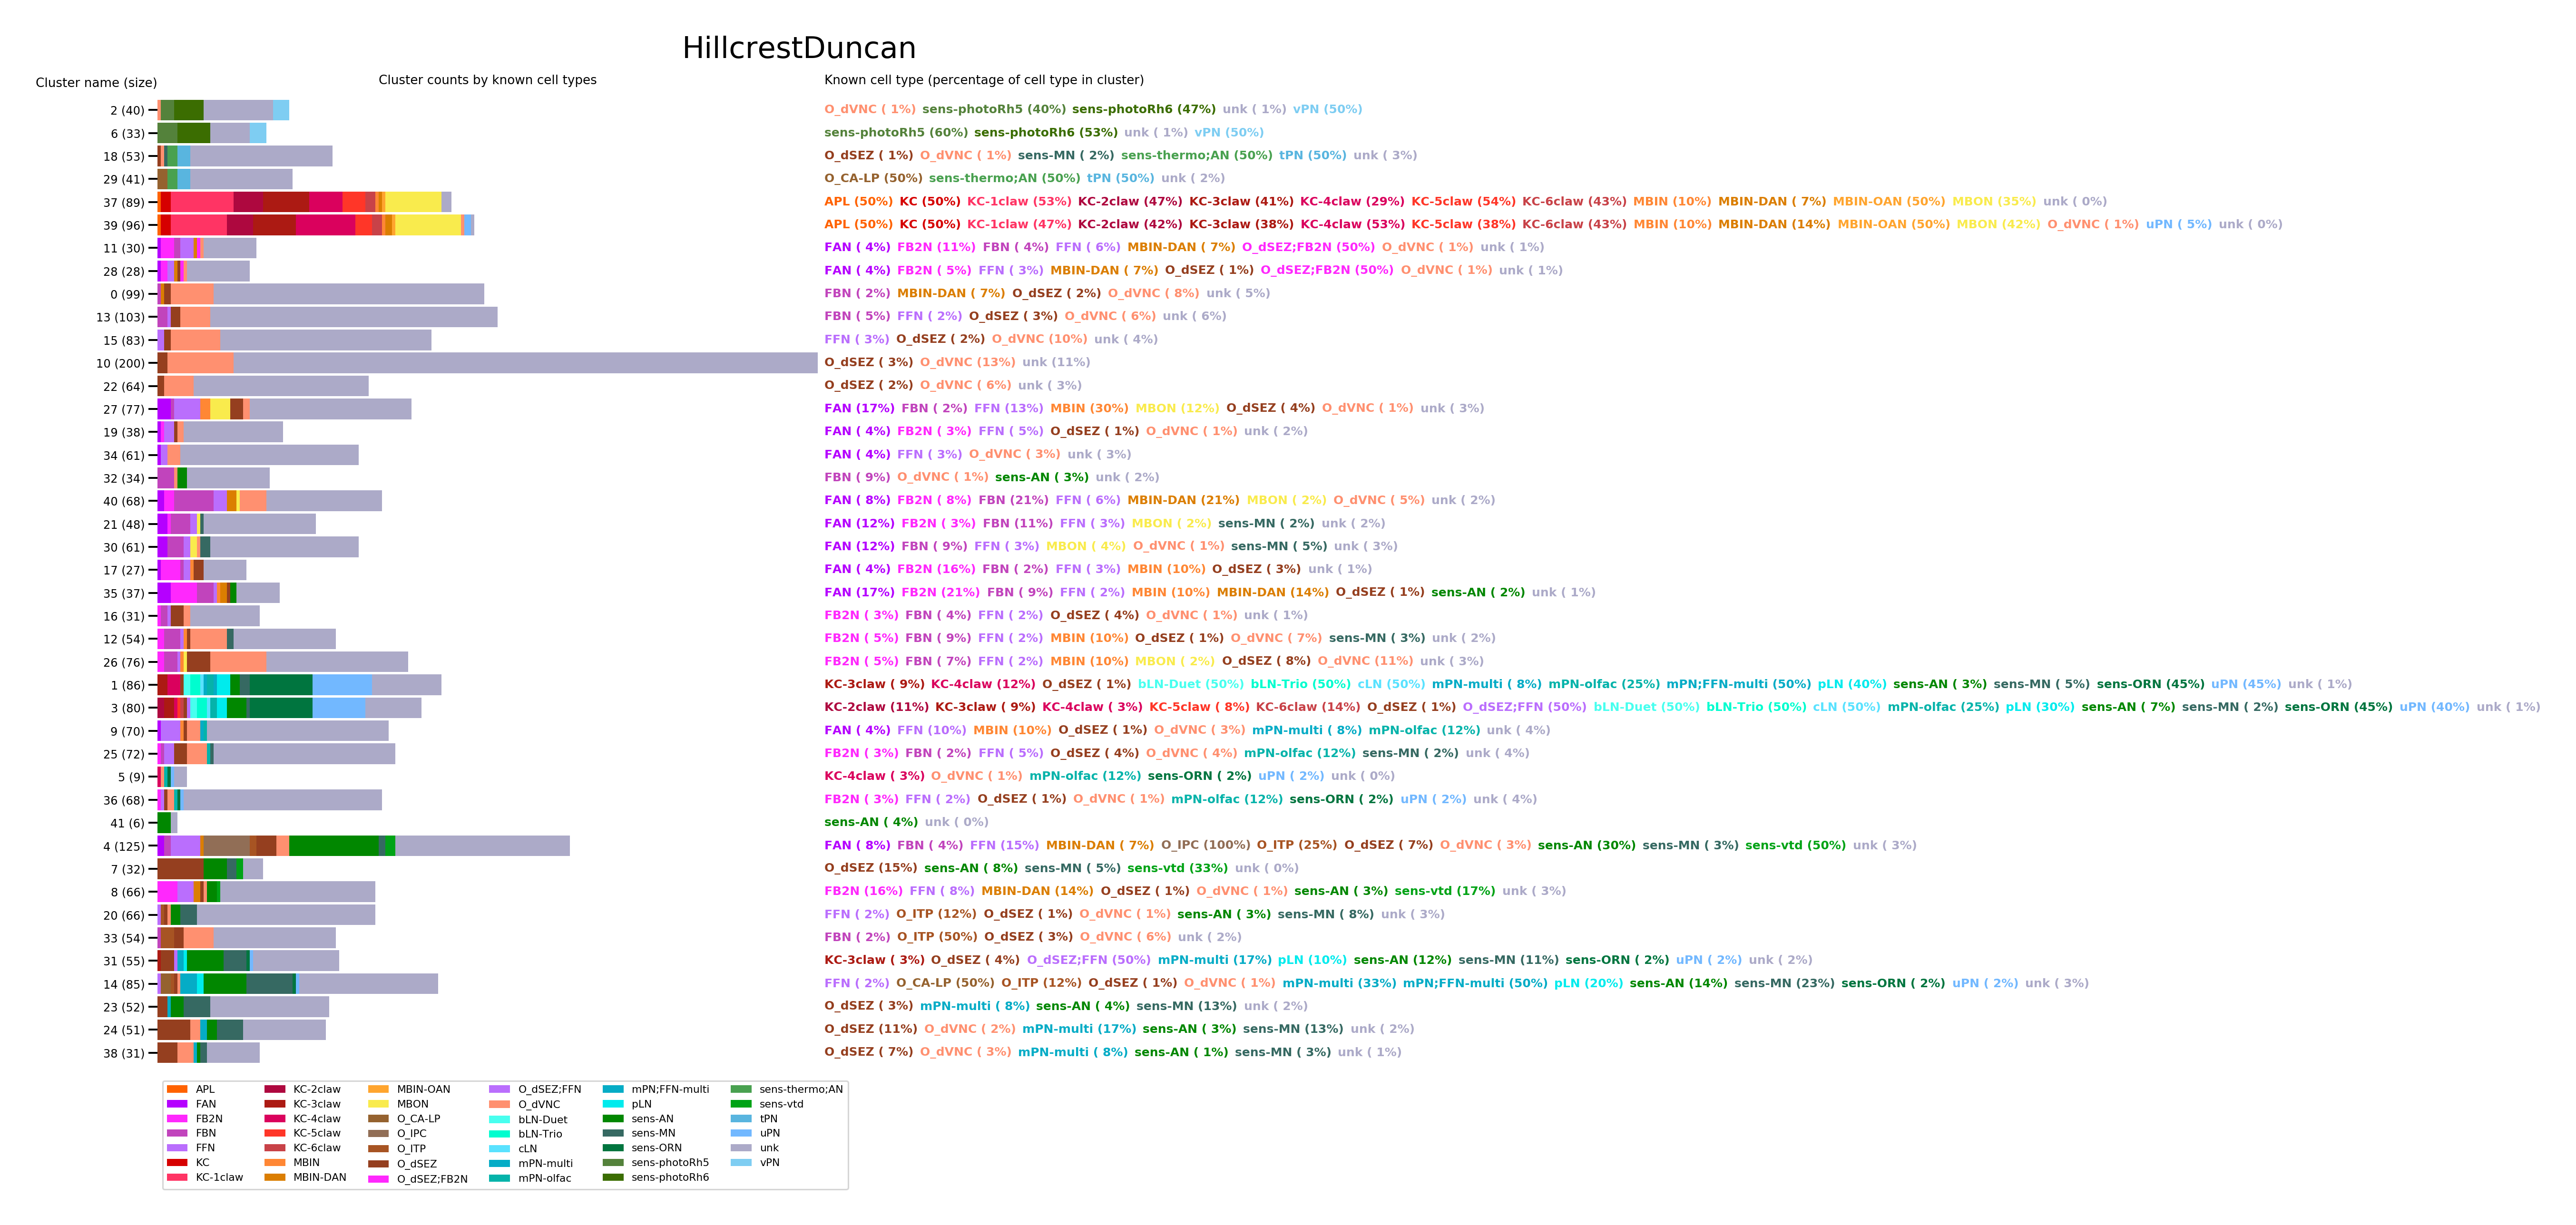 HillcrestDuncan
Cluster name (size) Cluster counts by known cell types Known cell type (percentage of cell type in cluster)
2 (40) O_dVNC ( 1%) sens-photoRh5 (40%) sens-photoRh6 (47%) unk ( 1%) vPN (50%)
6 (33) sens-photoRh5 (60%) sens-photoRh6 (53%) unk ( 1%) vPN (50%)
18 (53) O_dSEZ ( 1%) O_dVNC ( 1%) sens-MN ( 2%) sens-thermo;AN (50%) tPN (50%) unk ( 3%)
29 (41) O_CA-LP (50%) sens-thermo;AN (50%) tPN (50%) unk ( 2%)
37 (89) APL (50%) KC (50%) KC-1claw (53%) KC-2claw (47%) KC-3claw (41%) KC-4claw (29%) KC-5claw (54%) KC-6claw (43%) MBIN (10%) MBIN-DAN ( 7%) MBIN-OAN (50%) MBON (35%) unk ( 0%)
39 (96) APL (50%) KC (50%) KC-1claw (47%) KC-2claw (42%) KC-3claw (38%) KC-4claw (53%) KC-5claw (38%) KC-6claw (43%) MBIN (10%) MBIN-DAN (14%) MBIN-OAN (50%) MBON (42%) O_dVNC ( 1%) uPN ( 5%) unk ( 0%)
11 (30) FAN ( 4%) FB2N (11%) FBN ( 4%) FFN ( 6%) MBIN-DAN ( 7%) O_dSEZ;FB2N (50%) O_dVNC ( 1%) unk ( 1%)
28 (28) FAN ( 4%) FB2N ( 5%) FFN ( 3%) MBIN-DAN ( 7%) O_dSEZ ( 1%) O_dSEZ;FB2N (50%) O_dVNC ( 1%) unk ( 1%)
0 (99) FBN ( 2%) MBIN-DAN ( 7%) O_dSEZ ( 2%) O_dVNC ( 8%) unk ( 5%)
13 (103) FBN ( 5%) FFN ( 2%) O_dSEZ ( 3%) O_dVNC ( 6%) unk ( 6%)
15 (83) FFN ( 3%) O_dSEZ ( 2%) O_dVNC (10%) unk ( 4%)
10 (200) O_dSEZ ( 3%) O_dVNC (13%) unk (11%)
22 (64) O_dSEZ ( 2%) O_dVNC ( 6%) unk ( 3%)
27 (77) FAN (17%) FBN ( 2%) FFN (13%) MBIN (30%) MBON (12%) O_dSEZ ( 4%) O_dVNC ( 1%) unk ( 3%)
19 (38) FAN ( 4%) FB2N ( 3%) FFN ( 5%) O_dSEZ ( 1%) O_dVNC ( 1%) unk ( 2%)
34 (61) FAN ( 4%) FFN ( 3%) O_dVNC ( 3%) unk ( 3%)
32 (34) FBN ( 9%) O_dVNC ( 1%) sens-AN ( 3%) unk ( 2%)
40 (68) FAN ( 8%) FB2N ( 8%) FBN (21%) FFN ( 6%) MBIN-DAN (21%) MBON ( 2%) O_dVNC ( 5%) unk ( 2%)
21 (48) FAN (12%) FB2N ( 3%) FBN (11%) FFN ( 3%) MBON ( 2%) sens-MN ( 2%) unk ( 2%)
30 (61) FAN (12%) FBN ( 9%) FFN ( 3%) MBON ( 4%) O_dVNC ( 1%) sens-MN ( 5%) unk ( 3%)
17 (27) FAN ( 4%) FB2N (16%) FBN ( 2%) FFN ( 3%) MBIN (10%) O_dSEZ ( 3%) unk ( 1%)
35 (37) FAN (17%) FB2N (21%) FBN ( 9%) FFN ( 2%) MBIN (10%) MBIN-DAN (14%) O_dSEZ ( 1%) sens-AN ( 2%) unk ( 1%)
16 (31) FB2N ( 3%) FBN ( 4%) FFN ( 2%) O_dSEZ ( 4%) O_dVNC ( 1%) unk ( 1%)
12 (54) FB2N ( 5%) FBN ( 9%) FFN ( 2%) MBIN (10%) O_dSEZ ( 1%) O_dVNC ( 7%) sens-MN ( 3%) unk ( 2%)
26 (76) FB2N ( 5%) FBN ( 7%) FFN ( 2%) MBIN (10%) MBON ( 2%) O_dSEZ ( 8%) O_dVNC (11%) unk ( 3%)
1 (86) KC-3claw ( 9%) KC-4claw (12%) O_dSEZ ( 1%) bLN-Duet (50%) bLN-Trio (50%) cLN (50%) mPN-multi ( 8%) mPN-olfac (25%) mPN;FFN-multi (50%) pLN (40%) sens-AN ( 3%) sens-MN ( 5%) sens-ORN (45%) uPN (45%) unk ( 1%)
3 (80) KC-2claw (11%) KC-3claw ( 9%) KC-4claw ( 3%) KC-5claw ( 8%) KC-6claw (14%) O_dSEZ ( 1%) O_dSEZ;FFN (50%) bLN-Duet (50%) bLN-Trio (50%) cLN (50%) mPN-olfac (25%) pLN (30%) sens-AN ( 7%) sens-MN ( 2%) sens-ORN (45%) uPN (40%) unk ( 1%)
9 (70) FAN ( 4%) FFN (10%) MBIN (10%) O_dSEZ ( 1%) O_dVNC ( 3%) mPN-multi ( 8%) mPN-olfac (12%) unk ( 4%)
25 (72) FB2N ( 3%) FBN ( 2%) FFN ( 5%) O_dSEZ ( 4%) O_dVNC ( 4%) mPN-olfac (12%) sens-MN ( 2%) unk ( 4%)
5 (9) KC-4claw ( 3%) O_dVNC ( 1%) mPN-olfac (12%) sens-ORN ( 2%) uPN ( 2%) unk ( 0%)
36 (68) FB2N ( 3%) FFN ( 2%) O_dSEZ ( 1%) O_dVNC ( 1%) mPN-olfac (12%) sens-ORN ( 2%) uPN ( 2%) unk ( 4%)
41 (6) sens-AN ( 4%) unk ( 0%)
4 (125) FAN ( 8%) FBN ( 4%) FFN (15%) MBIN-DAN ( 7%) O_IPC (100%) O_ITP (25%) O_dSEZ ( 7%) O_dVNC ( 3%) sens-AN (30%) sens-MN ( 3%) sens-vtd (50%) unk ( 3%)
7 (32) O_dSEZ (15%) sens-AN ( 8%) sens-MN ( 5%) sens-vtd (33%) unk ( 0%)
8 (66) FB2N (16%) FFN ( 8%) MBIN-DAN (14%) O_dSEZ ( 1%) O_dVNC ( 1%) sens-AN ( 3%) sens-vtd (17%) unk ( 3%)
20 (66) FFN ( 2%) O_ITP (12%) O_dSEZ ( 1%) O_dVNC ( 1%) sens-AN ( 3%) sens-MN ( 8%) unk ( 3%)
33 (54) FBN ( 2%) O_ITP (50%) O_dSEZ ( 3%) O_dVNC ( 6%) unk ( 2%)
31 (55) KC-3claw ( 3%) O_dSEZ ( 4%) O_dSEZ;FFN (50%) mPN-multi (17%) pLN (10%) sens-AN (12%) sens-MN (11%) sens-ORN ( 2%) uPN ( 2%) unk ( 2%)
14 (85) FFN ( 2%) O_CA-LP (50%) O_ITP (12%) O_dSEZ ( 1%) O_dVNC ( 1%) mPN-multi (33%) mPN;FFN-multi (50%) pLN (20%) sens-AN (14%) sens-MN (23%) sens-ORN ( 2%) uPN ( 2%) unk ( 3%)
23 (52) O_dSEZ ( 3%) mPN-multi ( 8%) sens-AN ( 4%) sens-MN (13%) unk ( 2%)
24 (51) O_dSEZ (11%) O_dVNC ( 2%) mPN-multi (17%) sens-AN ( 3%) sens-MN (13%) unk ( 2%)
38 (31) O_dSEZ ( 7%) O_dVNC ( 3%) mPN-multi ( 8%) sens-AN ( 1%) sens-MN ( 3%) unk ( 1%)
APL KC-2claw MBIN-OAN O_dSEZ;FFN mPN;FFN-multi sens-thermo;AN
FAN KC-3claw MBON O_dVNC pLN sens-vtd
FB2N KC-4claw O_CA-LP bLN-Duet sens-AN tPN
FBN KC-5claw O_IPC bLN-Trio sens-MN uPN
FFN KC-6claw O_ITP cLN sens-ORN unk
KC MBIN O_dSEZ mPN-multi sens-photoRh5 vPN
KC-1claw MBIN-DAN O_dSEZ;FB2N mPN-olfac sens-photoRh6